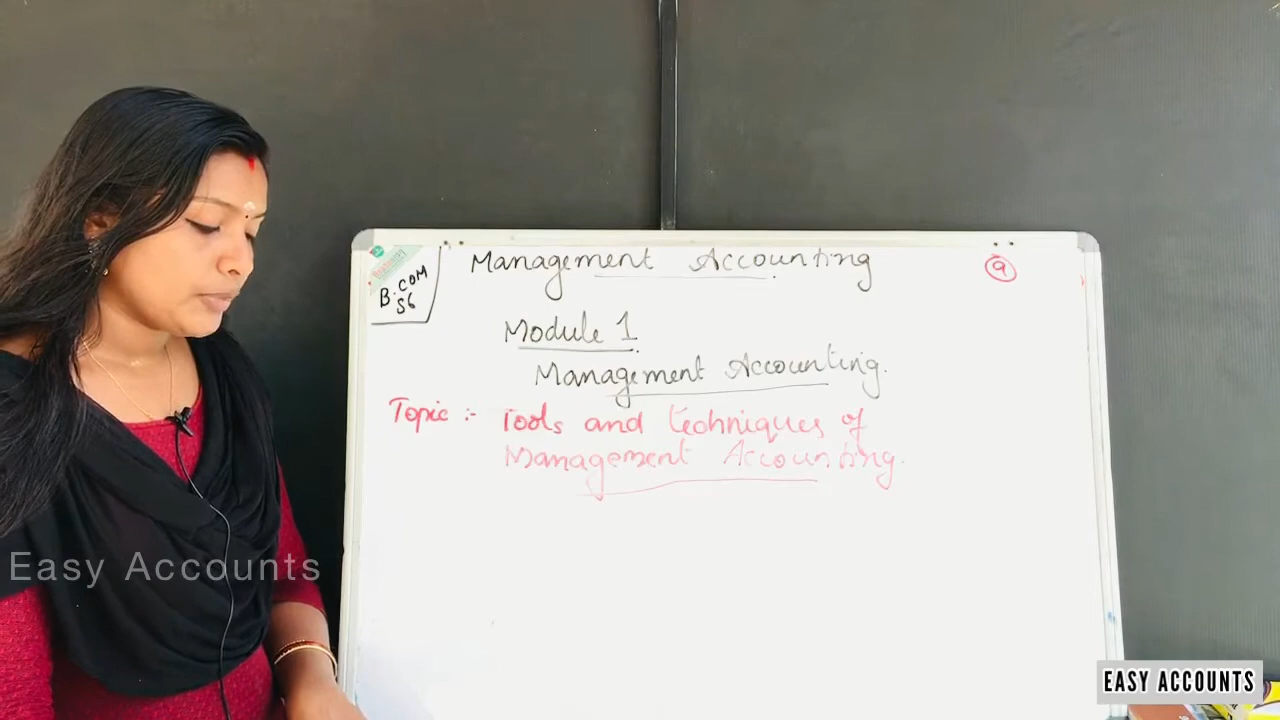 B.COM
S6
Management Accounting
9
Module 1
Management Accounting.
Topic :- Tools and techniques of
Management Accounting.
Easy Accounts
EASY ACCOUNTS